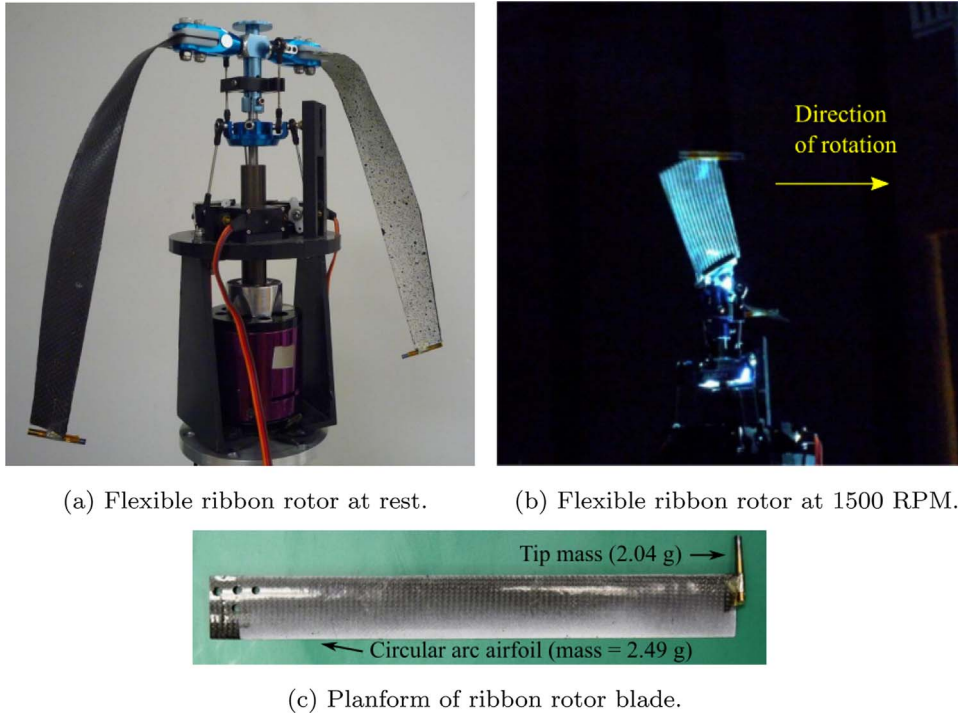 Direction
of rotation
(a) Flexible ribbon rotor at rest.
(b) Flexible ribbon rotor at 1500 RPM.
Tip mass (2.04 g)
Circular arc airfoil (mass = 2.49 g)
(c) Planform of ribbon rotor blade.